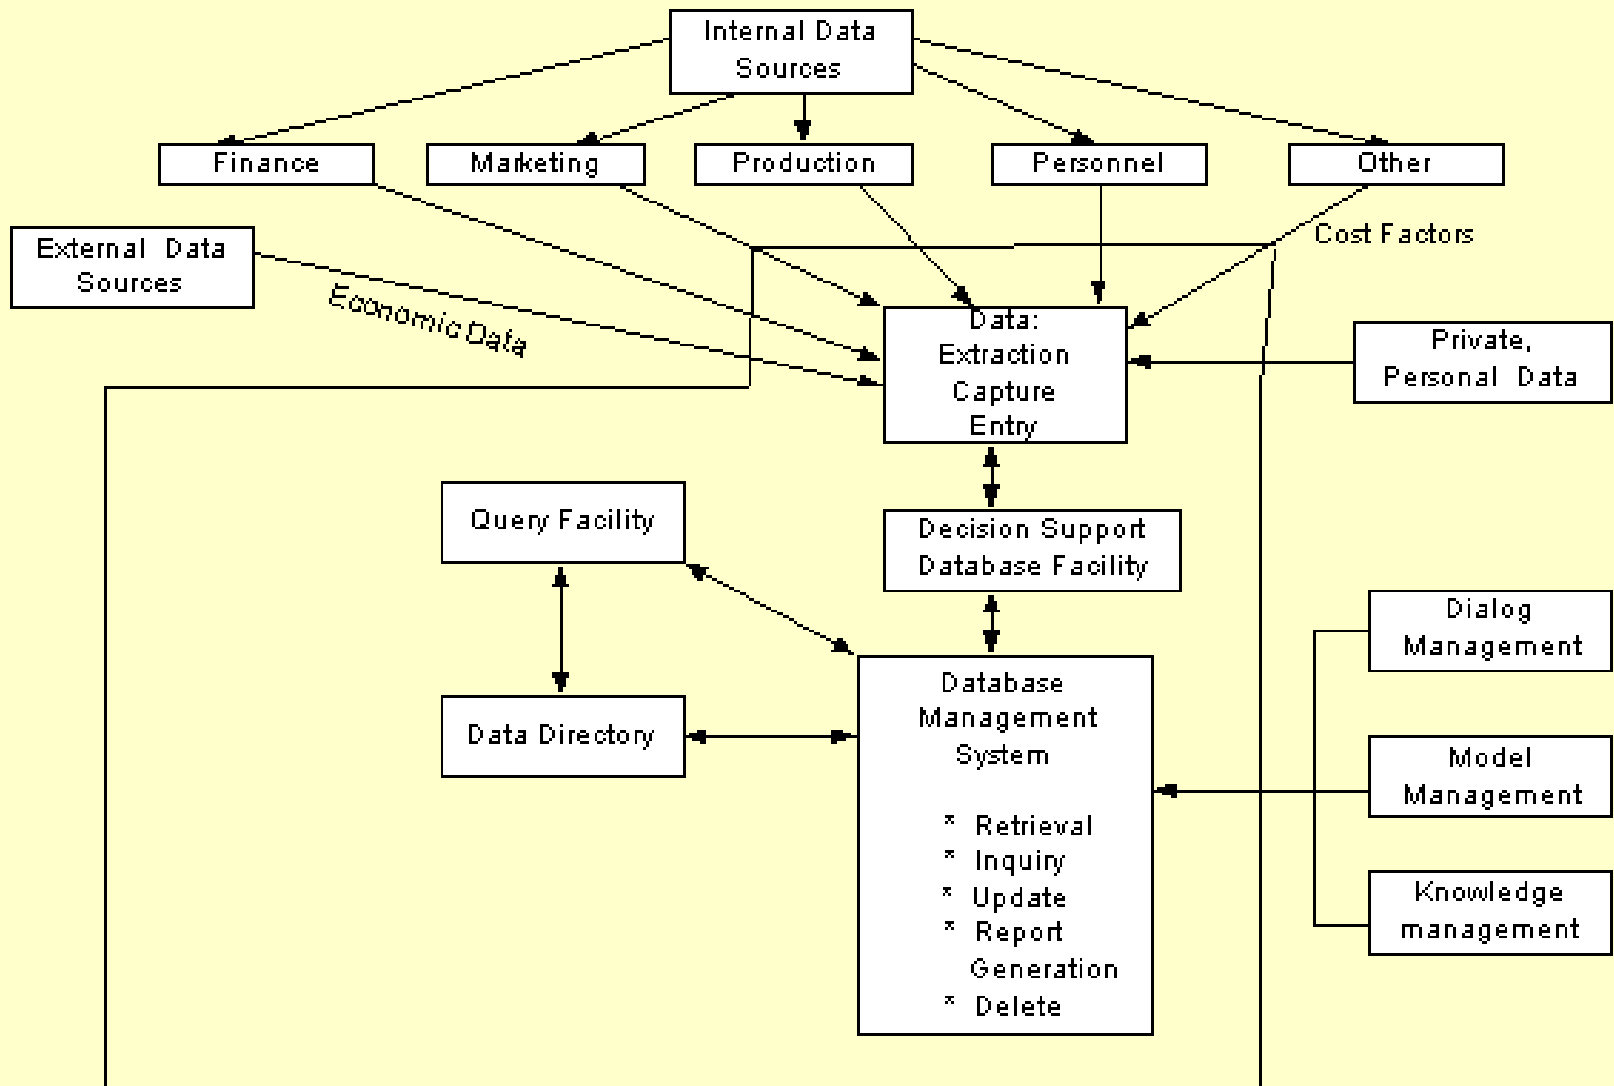 Internal Data
Sources
Finance
Marketing
Production
Personnel
Other
Cost Factors
External Data
Sources
Economic Data
Data:
Extraction
Capture
Entry
Private,
Personal Data
Query Facility
Decision Support
Database Facility
Dialog
Management
Data Directory
Database
Management
System
* Retrieval
* Inquiry
* Update
* Report
Generation
* Delete
Model
Management
Knowledge
management